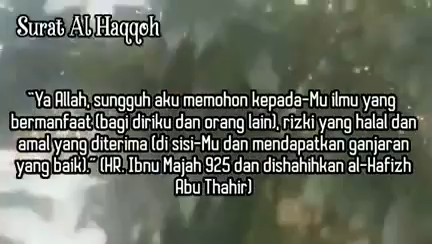 Surat Al Haqqoh
"Ya Allah, sungguh aku memohon kepada-Mu ilmu yang
bermanfaat (bagi diriku dan orang lain), rizki yang halal dan
amal yang diterima (di sisi-Mu dan mendapatkan ganjaran
yang baik)." (HR. Ibnu Majah 925 dan dishahihkan al-Hafizh
Abu Thahir)